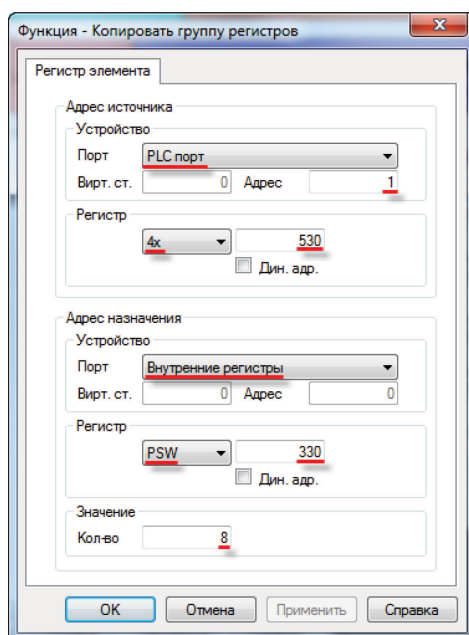 Функция - Копировать группу регистров
Регистр элемента
Адрес источника
Устройство
Порт PLC порт
Вирт. ст. 0 Адрес 1
Регистр
4x 530
Дин. адр.
Адрес назначения
Устройство
Порт Внутренние регистры
Вирт. ст. 0 Адрес 0
Регистр
PSW 330
Дин. адр.
Значение
Кол-во 8
OK Отмена Применить Справка